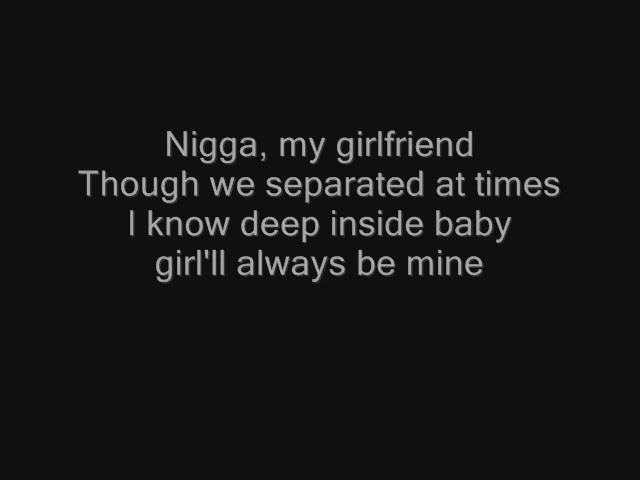 Nigga, my girlfriend
Though we separated at times
I know deep inside baby
girl'll always be mine